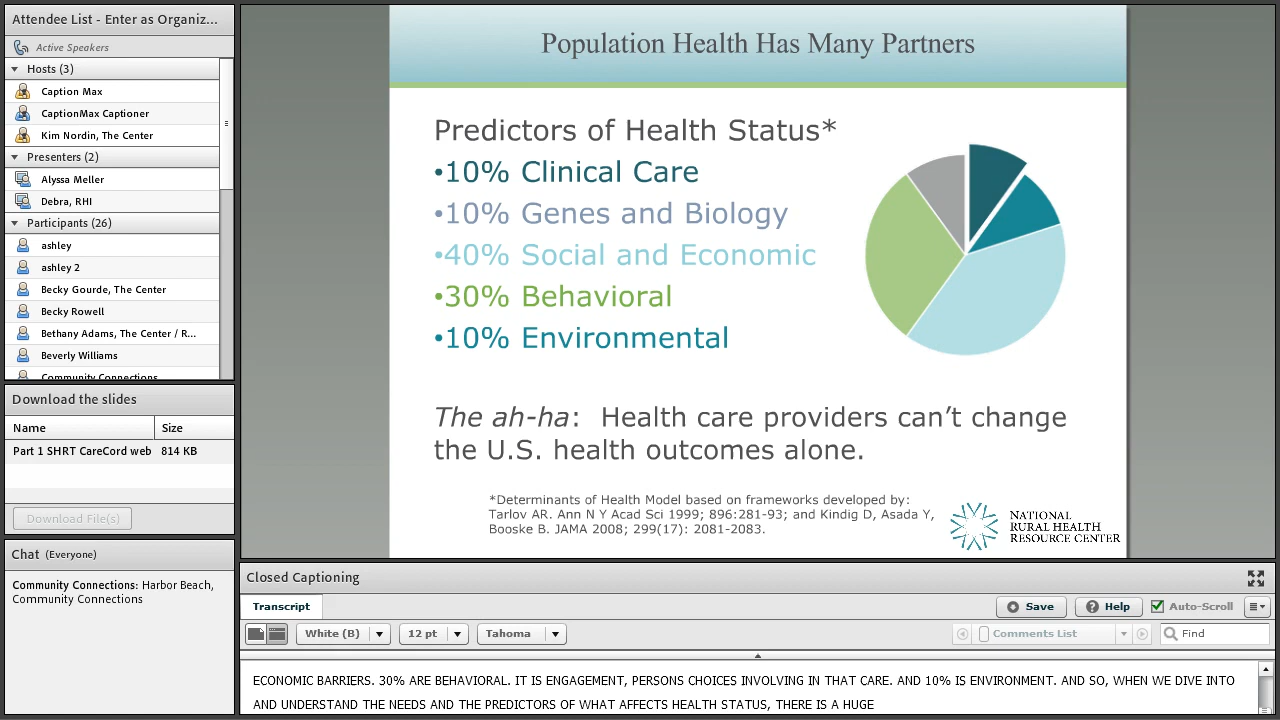 Attendee List - Enter as Organiz...
Active Speakers
Hosts (3)
Caption Max
CaptionMax Captioner
Kim Nordin, The Center
Presenters (2)
Alyssa Meller
Debra, RHI
Participants (26)
ashley
ashley 2
Becky Gourde, The Center
Becky Rowell
Bethany Adams, The Center / R...
Beverly Williams
Community Connections
Download the slides
Name Size
Part 1 SHRT CareCord web 814 KB
Download File(s)
Chat (Everyone)
Community Connections: Harbor Beach,
Community Connections
Population Health Has Many Partners
Predictors of Health Status*
•10% Clinical Care
•10% Genes and Biology
•40% Social and Economic
•30% Behavioral
•10% Environmental
The ah-ha: Health care providers can’t change
the U.S. health outcomes alone.
*Determinants of Health Model based on frameworks developed by:
Tarlov AR. Ann N Y Acad Sci 1999; 896:281-93; and Kindig D, Asada Y,
Booske B. JAMA 2008; 299(17): 2081-2083.
NATIONAL
RURAL HEALTH
RESOURCE CENTER
Closed Captioning
Transcript
Save
Help
Auto-Scroll
White (B)
12 pt
Tahoma
Comments List
Find
ECONOMIC BARRIERS. 30% ARE BEHAVIORAL. IT IS ENGAGEMENT, PERSONS CHOICES INVOLVING IN THAT CARE. AND 10% IS ENVIRONMENT. AND SO, WHEN WE DIVE INTO
AND UNDERSTAND THE NEEDS AND THE PREDICTORS OF WHAT AFFECTS HEALTH STATUS, THERE IS A HUGE